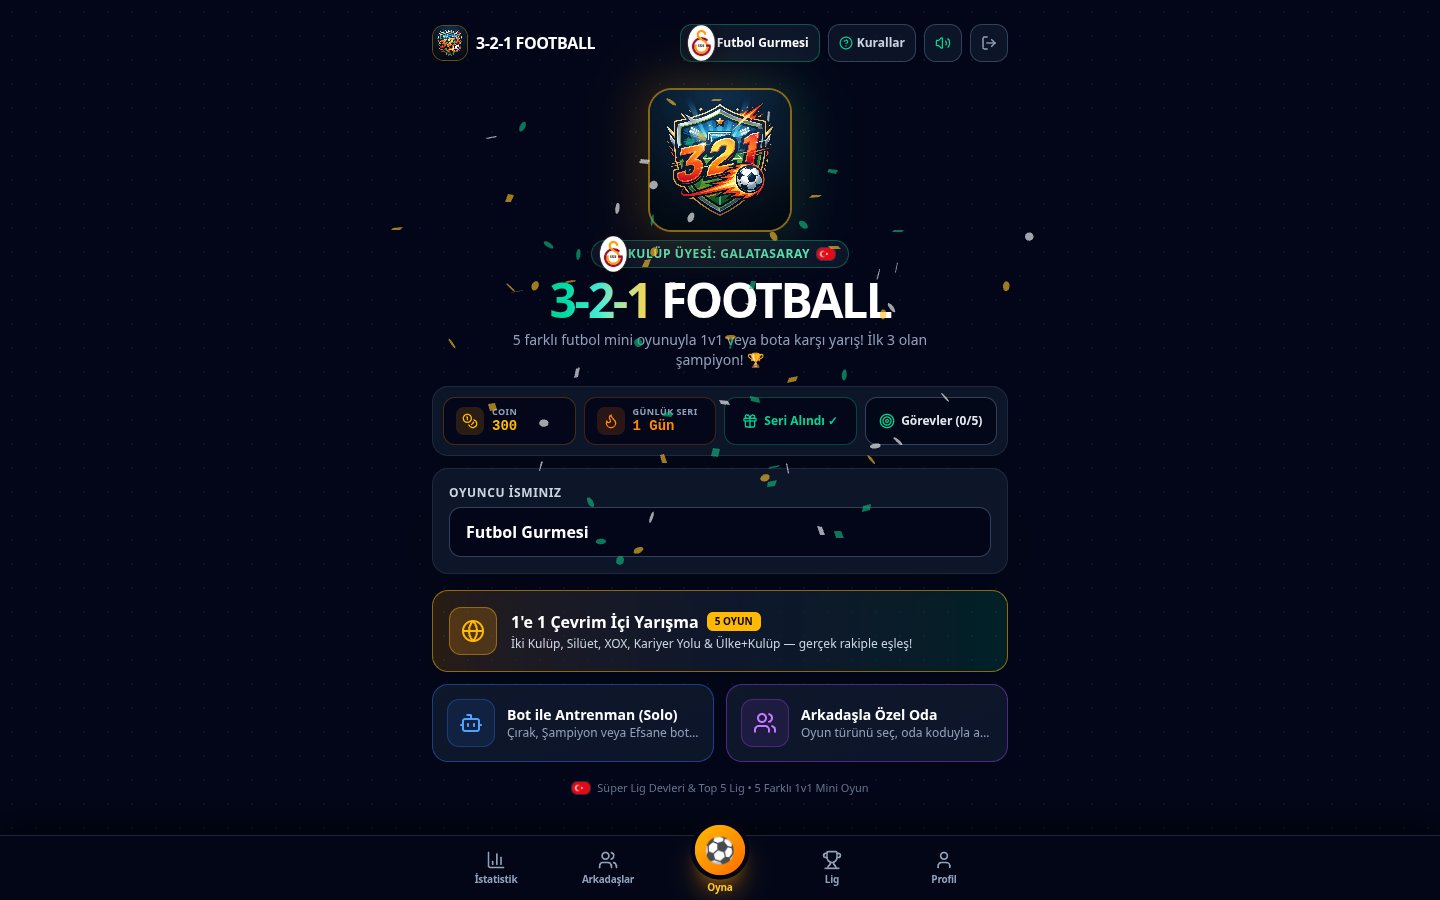 3-2-1 FOOTBALL
Futbol Gurmesi
Kurallar
321
KULÜP ÜYESİ: GALATASARAY
3-2-1 FOOTBALL
5 farklı futbol mini oyunuyla 1v1 veya bota karşı yarış! İlk 3 olan
şampiyon! 🏆
COIN
300
GÜNLÜK SERI
1 Gün
Seri Alındı ✓
Görevler (0/5)
OYUNCU İSMINIZ
Futbol Gurmesi
1'e 1 Çevrim İçi Yarışma
5 OYUN
İki Kulüp, Silüet, XOX, Kariyer Yolu & Ülke+Kulüp — gerçek rakiple eşleş!
Bot ile Antrenman (Solo)
Çırak, Şampiyon veya Efsane bot...
Arkadaşla Özel Oda
Oyun türünü seç, oda koduyla a...
Süper Lig Devleri & Top 5 Lig • 5 Farklı 1v1 Mini Oyun
İstatistik
Arkadaşlar
Oyna
Lig
Profil